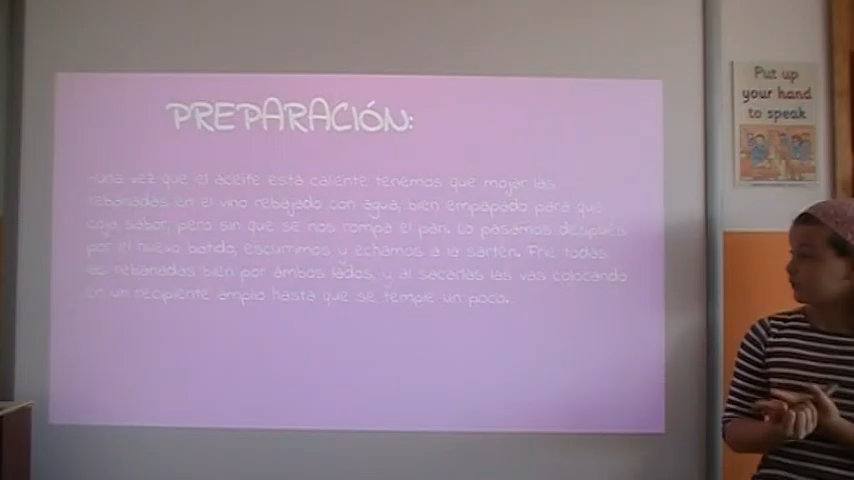 PREPARACIÓN:
Una vez que el aceite está caliente tenemos que mojar las
rebanadas en el vino rebajado con agua, bien empapado para que
coja sabor, pero sin que se nos rompa el pan. Lo pasamos después
por el huevo batido, escurrimos y echamos a la sartén. Fríe todas
las rebanadas bien por ambos lados, y al sacarlas las vas colocando
en un recipiente amplio hasta que se temple un poco.
Put up
your hand
to speak